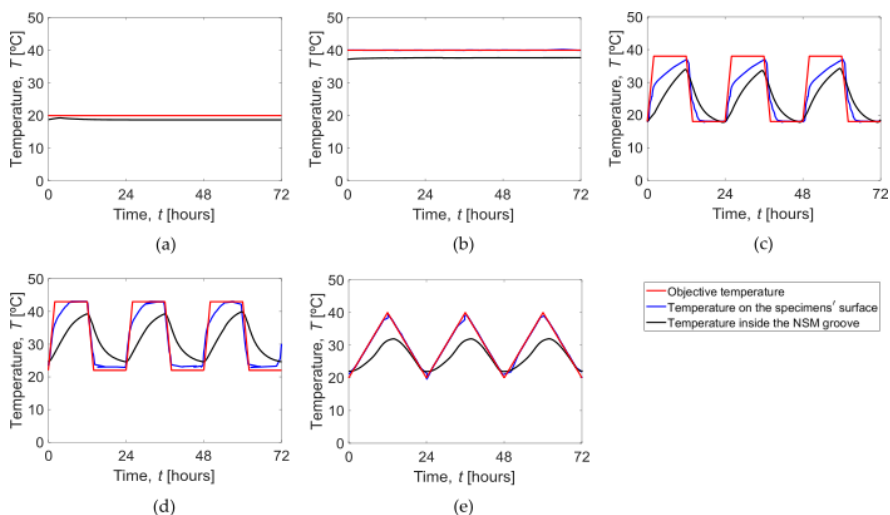 50
40
30
20
10
0
0 24 48 72
Temperature, T [ºC]
Time, t [hours]
(a)
50
40
30
20
10
0
0 24 48 72
Temperature, T [ºC]
Time, t [hours]
(b)
50
40
30
20
10
0
0 24 48 72
Temperature, T [ºC]
Time, t [hours]
(c)
50
40
30
20
10
0
0 24 48 72
Temperature, T [ºC]
Time, t [hours]
(d)
50
40
30
20
10
0
0 24 48 72
Temperature, T [ºC]
Time, t [hours]
(e)
Objective temperature
Temperature on the specimens' surface
Temperature inside the NSM groove